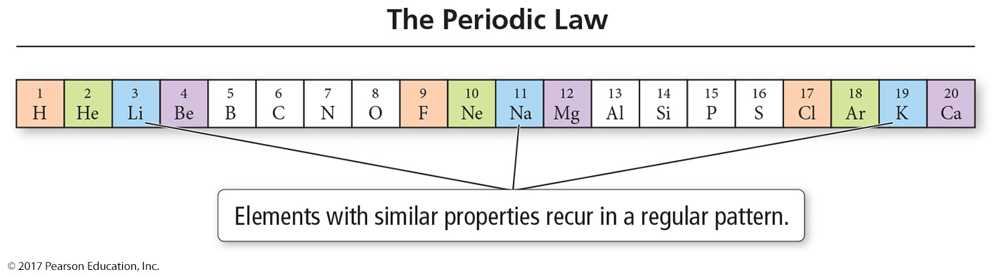 The Periodic Law
1 2 3 4 5 6 7 8 9 10 11 12 13 14 15 16 17 18 19 20
H He Li Be B C N O F Ne Na Mg Al Si P S Cl Ar K Ca
Elements with similar properties recur in a regular pattern.
© 2017 Pearson Education, Inc.